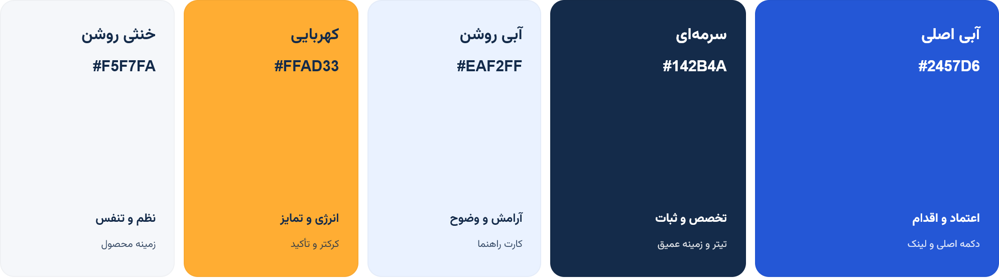 آبی اصلی
#2457D6
اعتماد و اقدام
دکمه اصلی و لینک
سرمه‌ای
#142B4A
تخصص و ثبات
تیتر و زمینه عمیق
آبی روشن
#EAF2FF
آرامش و وضوح
کارت راهنما
کهربایی
#FFAD33
انرژی و تمایز
کرکتر و تأکید
خنثی روشن
#F5F7FA
نظم و تنفس
زمینه محصول